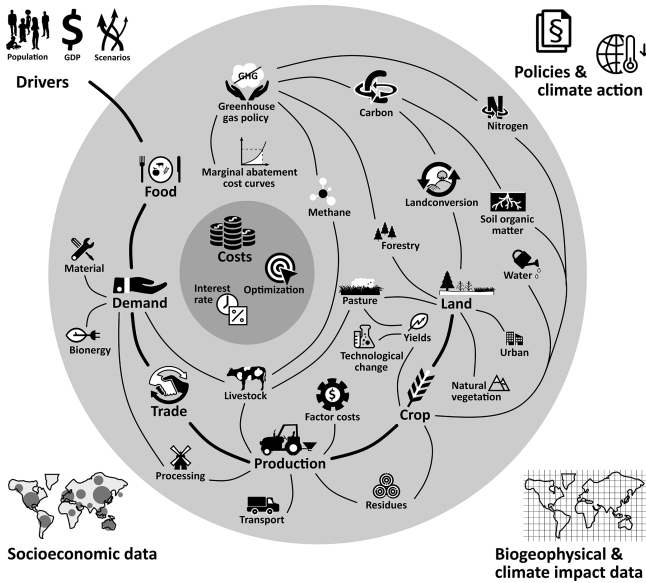 $
§
Population
GDP
Scenarios
Drivers
Policies &
climate action
GHG
Greenhouse
gas policy
C
Carbon
N
Nitrogen
Food
Marginal abatement
cost curves
Methane
Landconversion
Soil organic
matter
Forestry
Water
Costs
Material
Interest
rate
Optimization
%
Demand
Pasture
Land
Bionergy
Technological
change
Yields
Urban
Natural
vegetation
Trade
Livestock
$
Factor costs
Crop
Processing
Production
Transport
Residues
Socioeconomic data
Biogeophysical &
climate impact data